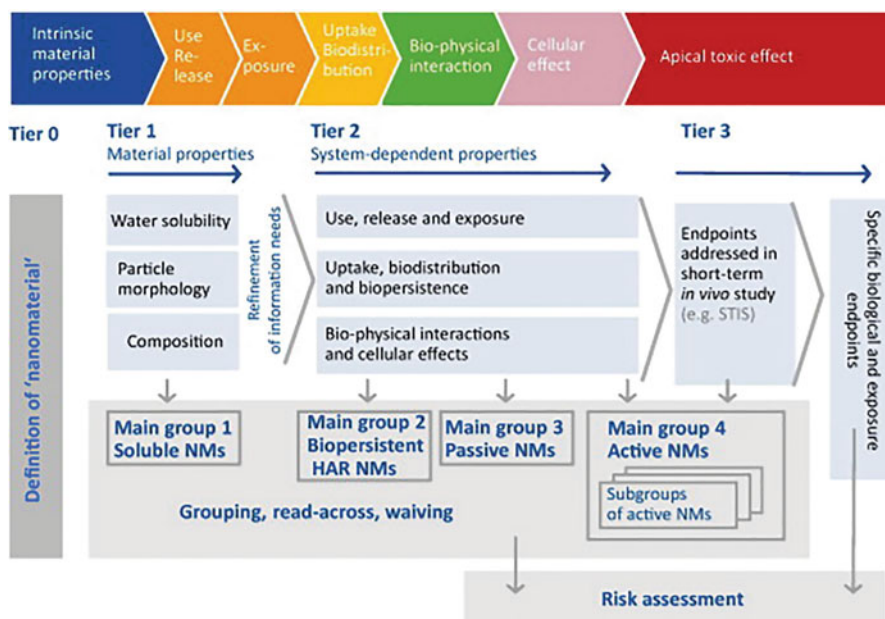 Intrinsic
material
properties
Use
Re-
lease
Ex-
posure
Uptake
Biodistri-
bution
Bio-physical
interaction
Cellular
effect
Apical toxic effect
Tier 0
Tier 1
Material properties
Tier 2
System-dependent properties
Tier 3
Definition of 'nanomaterial'
Water solubility
Particle
morphology
Composition
Refinement
of information needs
Use, release and exposure
Uptake, biodistribution
and biopersistence
Bio-physical interactions
and cellular effects
Endpoints
addressed in
short-term
in vivo study
(e.g. STIS)
Specific biological and exposure
endpoints
Main group 1
Soluble NMs
Main group 2
Biopersistent
HAR NMs
Main group 3
Passive NMs
Main group 4
Active NMs
Subgroups
of active NMs
Grouping, read-across, waiving
Risk assessment